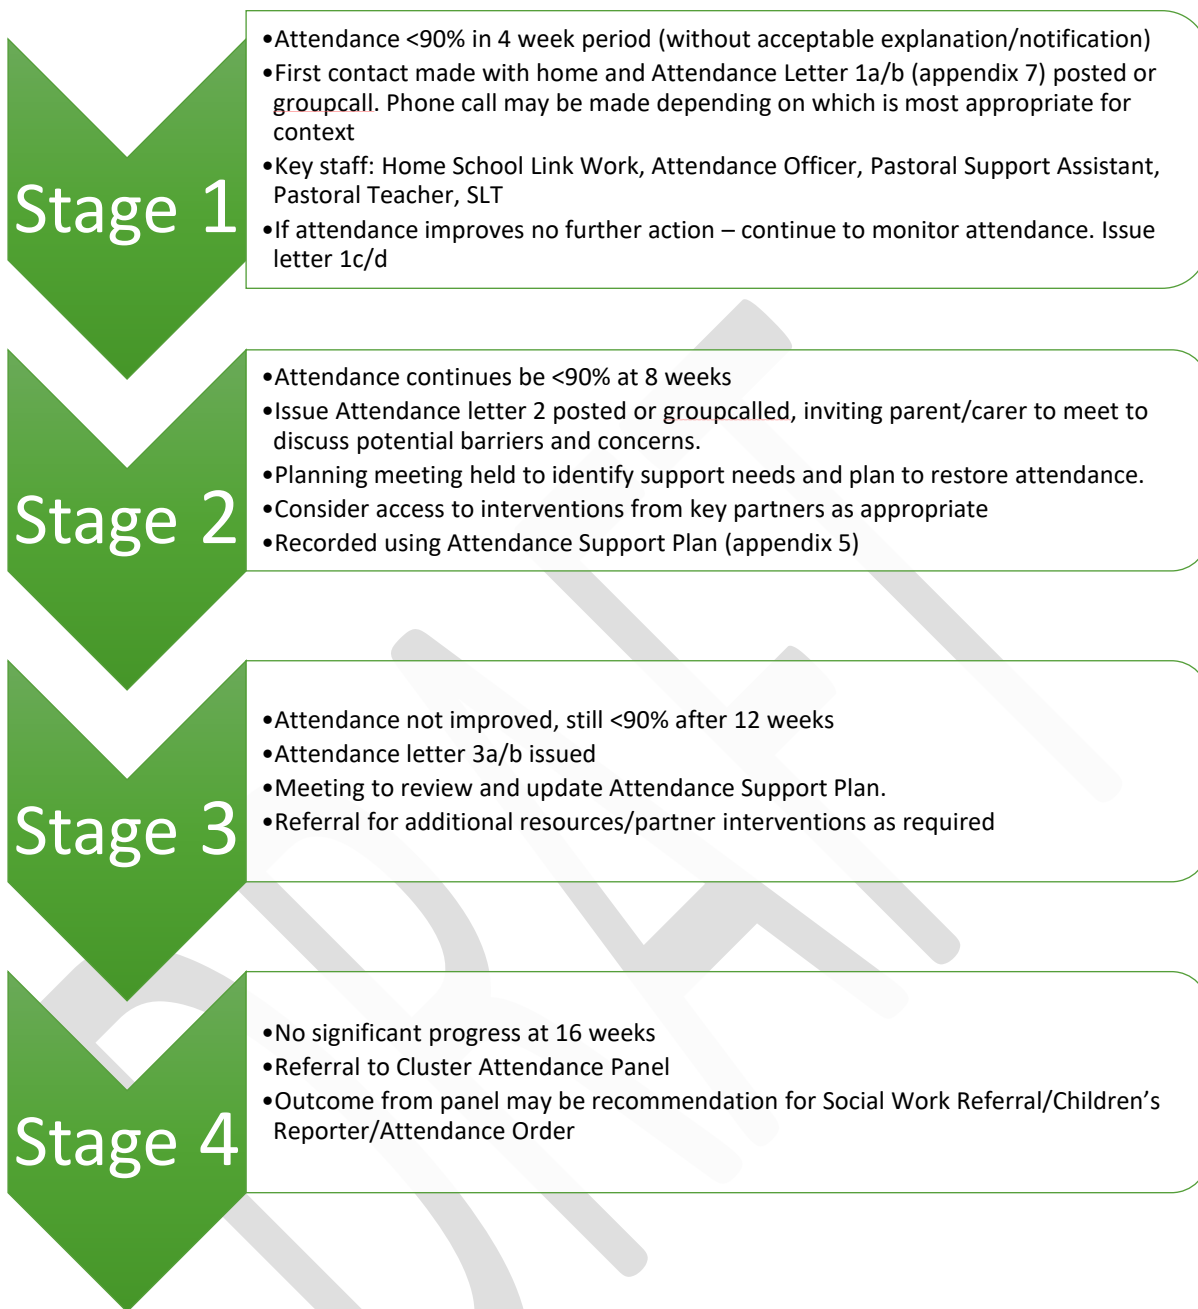 Stage 1
•Attendance <90% in 4 week period (without acceptable explanation/notification)
•First contact made with home and Attendance Letter 1a/b (appendix 7) posted or
groupcall. Phone call may be made depending on which is most appropriate for
context
•Key staff: Home School Link Work, Attendance Officer, Pastoral Support Assistant,
Pastoral Teacher, SLT
•If attendance improves no further action – continue to monitor attendance. Issue
letter 1c/d
Stage 2
•Attendance continues be <90% at 8 weeks
•Issue Attendance letter 2 posted or groupcalled, inviting parent/carer to meet to
discuss potential barriers and concerns.
•Planning meeting held to identify support needs and plan to restore attendance.
•Consider access to interventions from key partners as appropriate
•Recorded using Attendance Support Plan (appendix 5)
Stage 3
•Attendance not improved, still <90% after 12 weeks
•Attendance letter 3a/b issued
•Meeting to review and update Attendance Support Plan.
•Referral for additional resources/partner interventions as required
Stage 4
•No significant progress at 16 weeks
•Referral to Cluster Attendance Panel
•Outcome from panel may be recommendation for Social Work Referral/Children’s
Reporter/Attendance Order
DRAFT